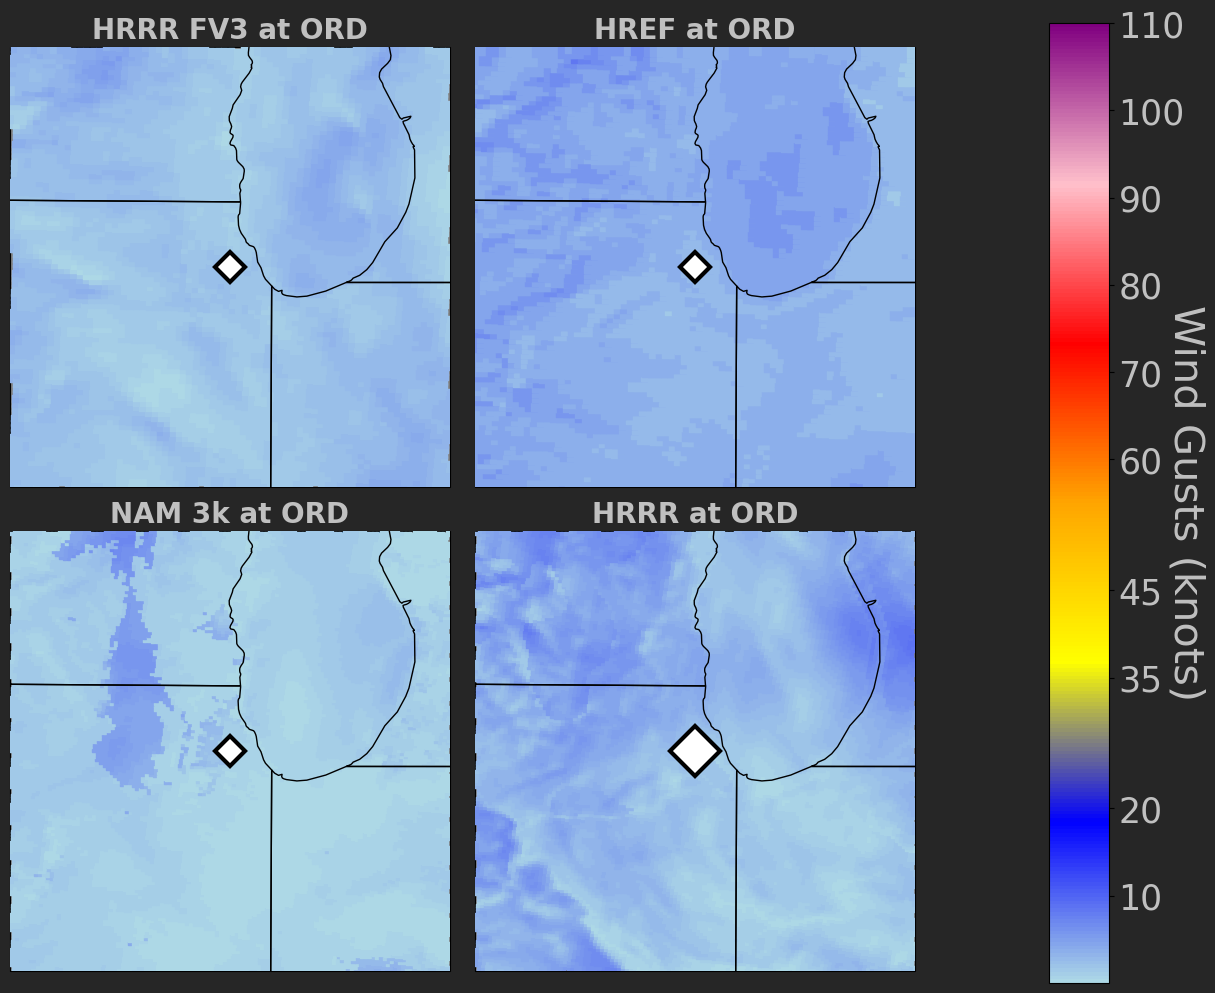 HRRR FV3 at ORD
HREF at ORD
NAM 3k at ORD
HRRR at ORD
110
100
90
80
70
60
45
35
20
10
Wind Gusts (knots)